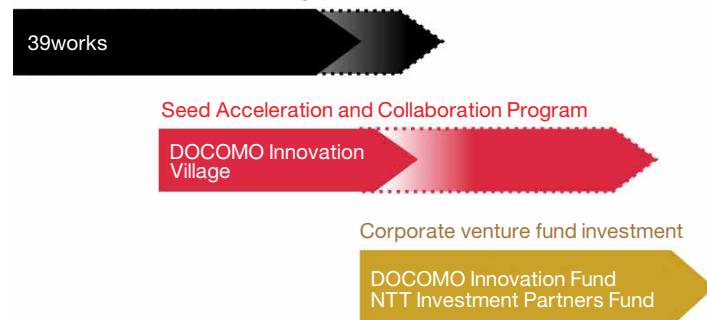 39works
Seed Acceleration and Collaboration Program
DOCOMO Innovation
Village
Corporate venture fund investment
DOCOMO Innovation Fund
NTT Investment Partners Fund